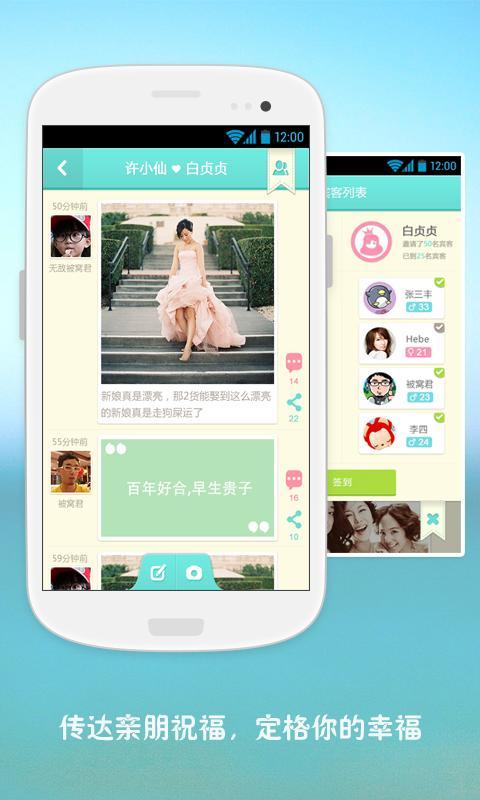 12:00
许小仙 ♥ 白贞贞
50分钟前
无敌被窝君
新娘真是漂亮，那2货能娶到这么漂亮
的新娘真是走狗屎运了
14
22
55分钟前
被窝君
百年好合,早生贵子
16
10
59分钟前
12:00
宾客列表
白贞贞
邀请了50名宾客
已到25名宾客
张三丰
♂ 33
Hebe
♀ 21
被窝君
♂ 23
李四
♂ 24
签到
传达亲朋祝福，定格你的幸福